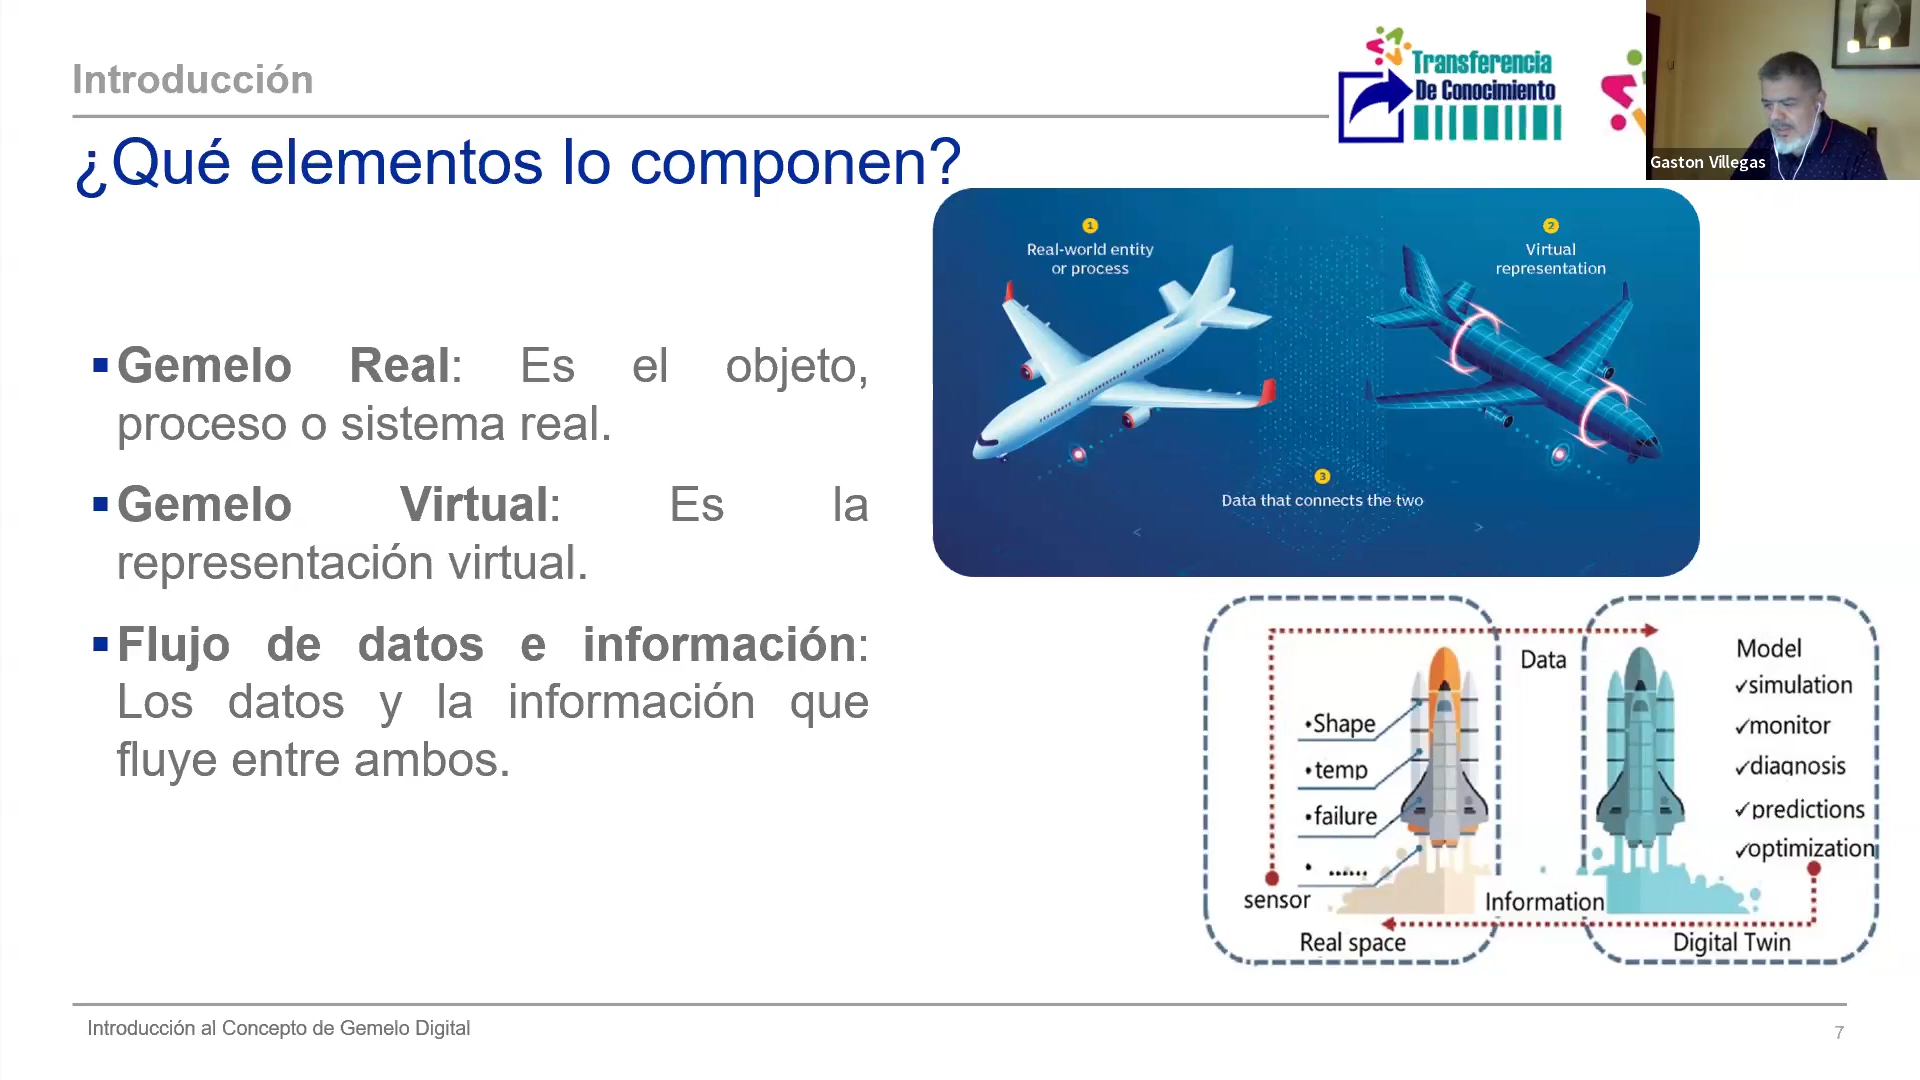 Introducción
Transferencia
De Conocimiento
Gaston Villegas
¿Qué elementos lo componen?
▪Gemelo Real: Es el objeto,
proceso o sistema real.
▪Gemelo Virtual: Es la
representación virtual.
▪Flujo de datos e información:
Los datos y la información que
fluye entre ambos.
1
Real-world entity
or process
2
Virtual
representation
3
Data that connects the two
< >
Data
Model
•Shape
✓simulation
•temp
✓monitor
•failure
✓diagnosis
• ......
✓predictions
✓optimization
sensor
Information
Real space
Digital Twin
Introducción al Concepto de Gemelo Digital
7